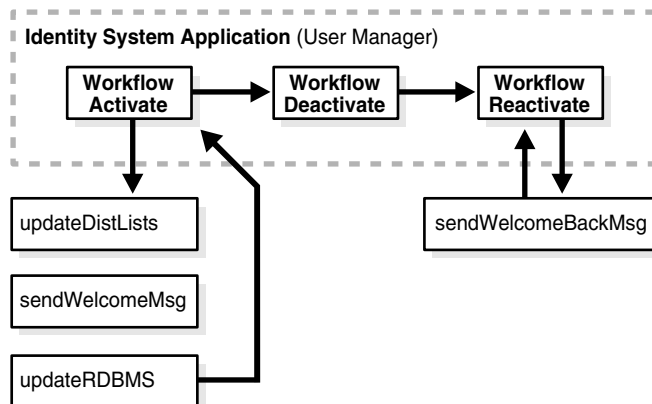 Identity System Application (User Manager)
Workflow
Activate
Workflow
Deactivate
Workflow
Reactivate
updateDistLists
sendWelcomeBackMsg
sendWelcomeMsg
updateRDBMS